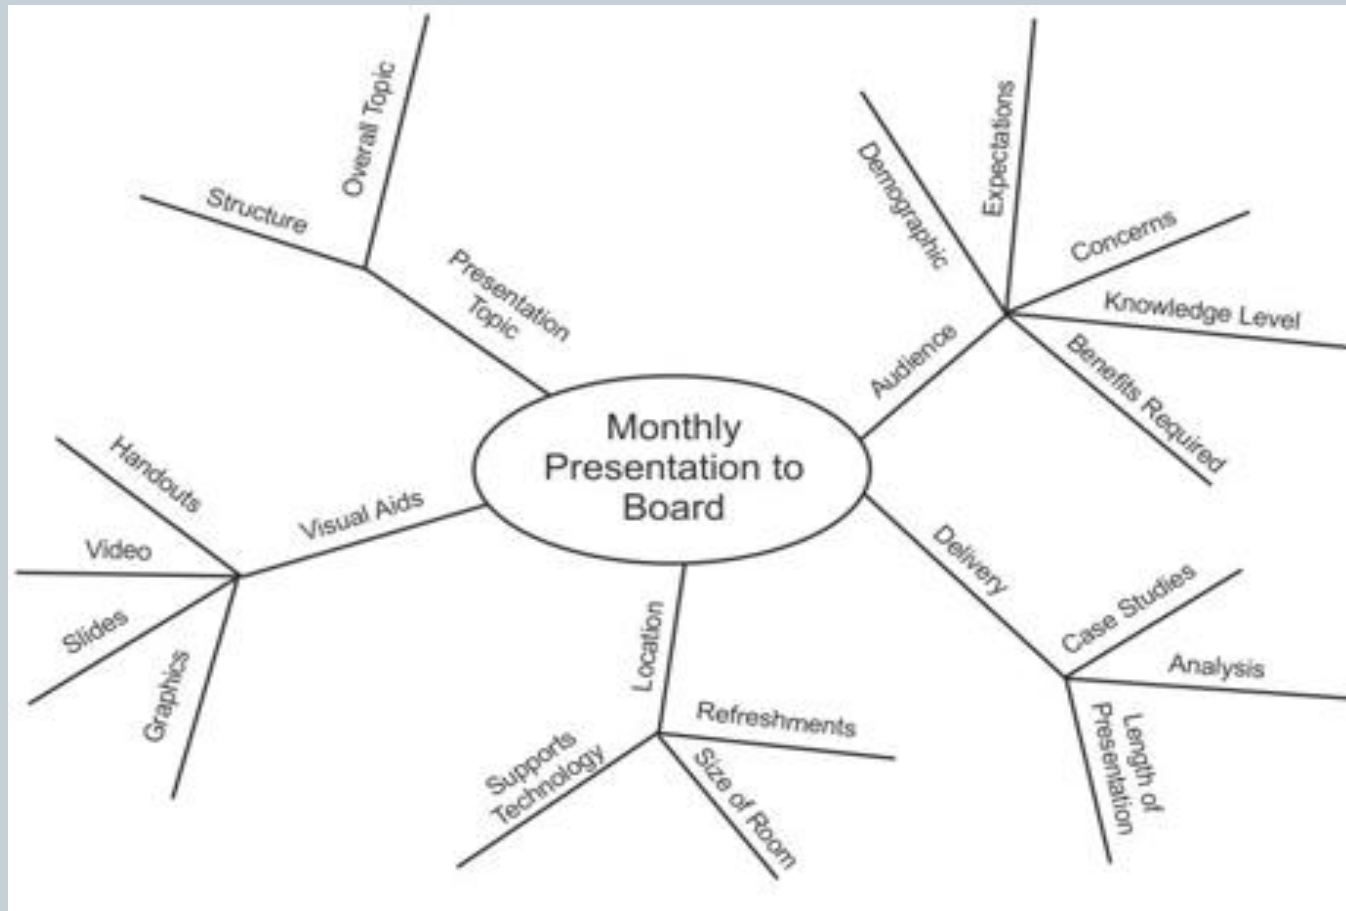 Monthly
Presentation to
Board
Presentation
Topic
Structure
Overall Topic
Audience
Demographic
Expectations
Concerns
Knowledge Level
Benefits Required
Delivery
Case Studies
Analysis
Length of
Presentation
Location
Refreshments
Size of Room
Supports
Technology
Visual Aids
Handouts
Video
Slides
Graphics